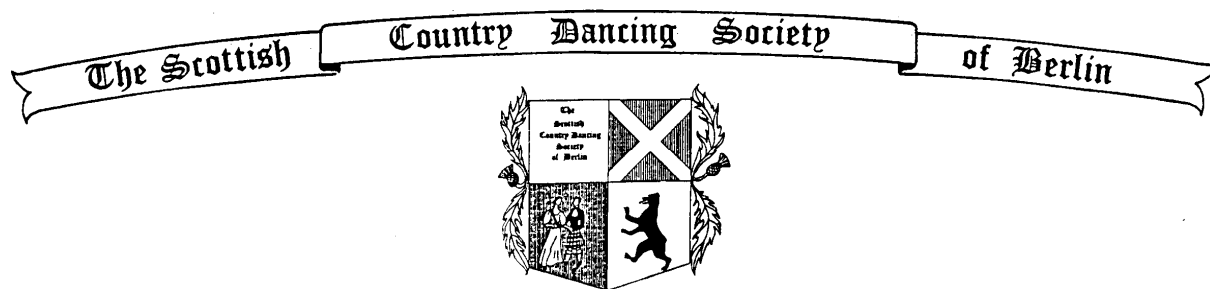 The Scottish Country Dancing Society of Berlin
The
Scottish
Country Dancing
Society
of Berlin